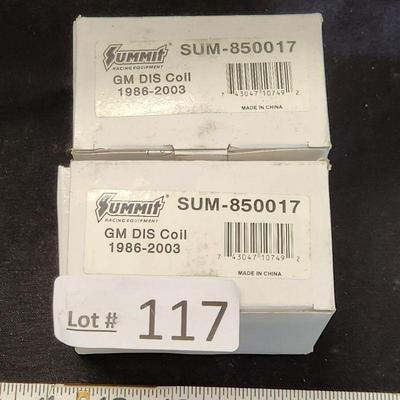 SUMMIT SUM-850017
RACING EQUIPMENT
GM DIS Coil
1986-2003
7 43047 10749 2
MADE IN CHINA
SUMMIT SUM-850017
RACING EQUIPMENT
GM DIS Coil
1986-2003
7 43047 10749 2
MADE IN CHINA
Lot # 117